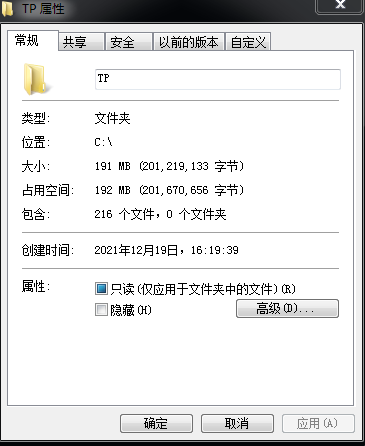 TP 属性
常规 共享 安全 以前的版本 自定义
TP
类型: 文件夹
位置: C:\
大小: 191 MB (201,219,133 字节)
占用空间: 192 MB (201,670,656 字节)
包含: 216 个文件，0 个文件夹
创建时间: 2021年12月19日，16:19:39
属性: 只读(仅应用于文件夹中的文件)(R)
隐藏(H) 高级(D)...
确定 取消 应用(A)